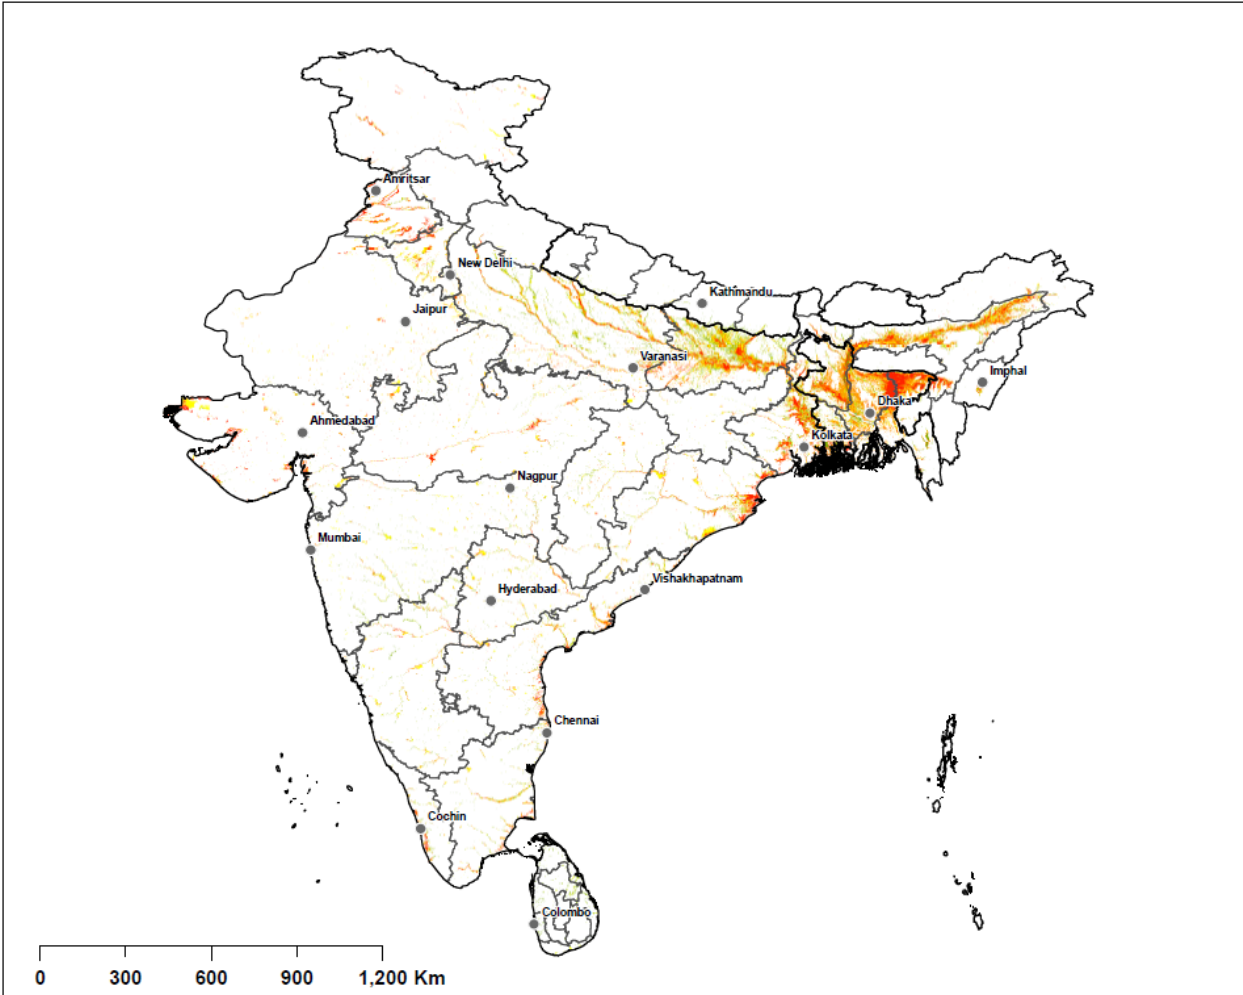 Amritsar
New Delhi
Kathmandu
Jaipur
Varanasi
Imphal
Dhaka
Ahmedabad
Kolkata
Nagpur
Mumbai
Vishakhapatnam
Hyderabad
Chennai
Cochin
Colombo
0 300 600 900 1,200 Km